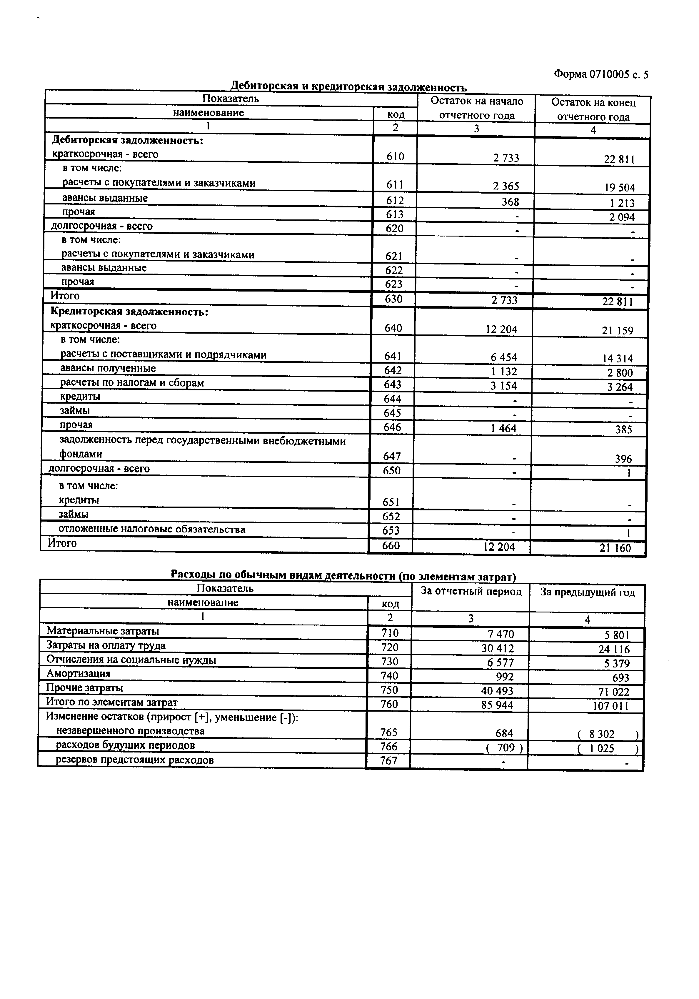 Форма 0710005 с. 5
Дебиторская и кредиторская задолженность
Показатель Остаток на начало отчетного года Остаток на конец отчетного года
наименование код
1 2 3 4
Дебиторская задолженность:
краткосрочная - всего 610 2 733 22 811
в том числе:
расчеты с покупателями и заказчиками 611 2 365 19 504
авансы выданные 612 368 1 213
прочая 613 - 2 094
долгосрочная - всего 620 - -
в том числе:
расчеты с покупателями и заказчиками 621 - -
авансы выданные 622 - -
прочая 623 - -
Итого 630 2 733 22 811
Кредиторская задолженность:
краткосрочная - всего 640 12 204 21 159
в том числе:
расчеты с поставщиками и подрядчиками 641 6 454 14 314
авансы полученные 642 1 132 2 800
расчеты по налогам и сборам 643 3 154 3 264
кредиты 644 - -
займы 645 - -
прочая 646 1 464 385
задолженность перед государственными внебюджетными
фондами 647 - 396
долгосрочная - всего 650 - 1
в том числе:
кредиты 651 - -
займы 652 - -
отложенные налоговые обязательства 653 - 1
Итого 660 12 204 21 160
Расходы по обычным видам деятельности (по элементам затрат)
Показатель За отчетный период За предыдущий год
наименование код
1 2 3 4
Материальные затраты 710 7 470 5 801
Затраты на оплату труда 720 30 412 24 116
Отчисления на социальные нужды 730 6 577 5 379
Амортизация 740 992 693
Прочие затраты 750 40 493 71 022
Итого по элементам затрат 760 85 944 107 011
Изменение остатков (прирост [+], уменьшение [-]):
незавершенного производства 765 684 ( 8 302 )
расходов будущих периодов 766 ( 709 ) ( 1 025 )
резервов предстоящих расходов 767 - -